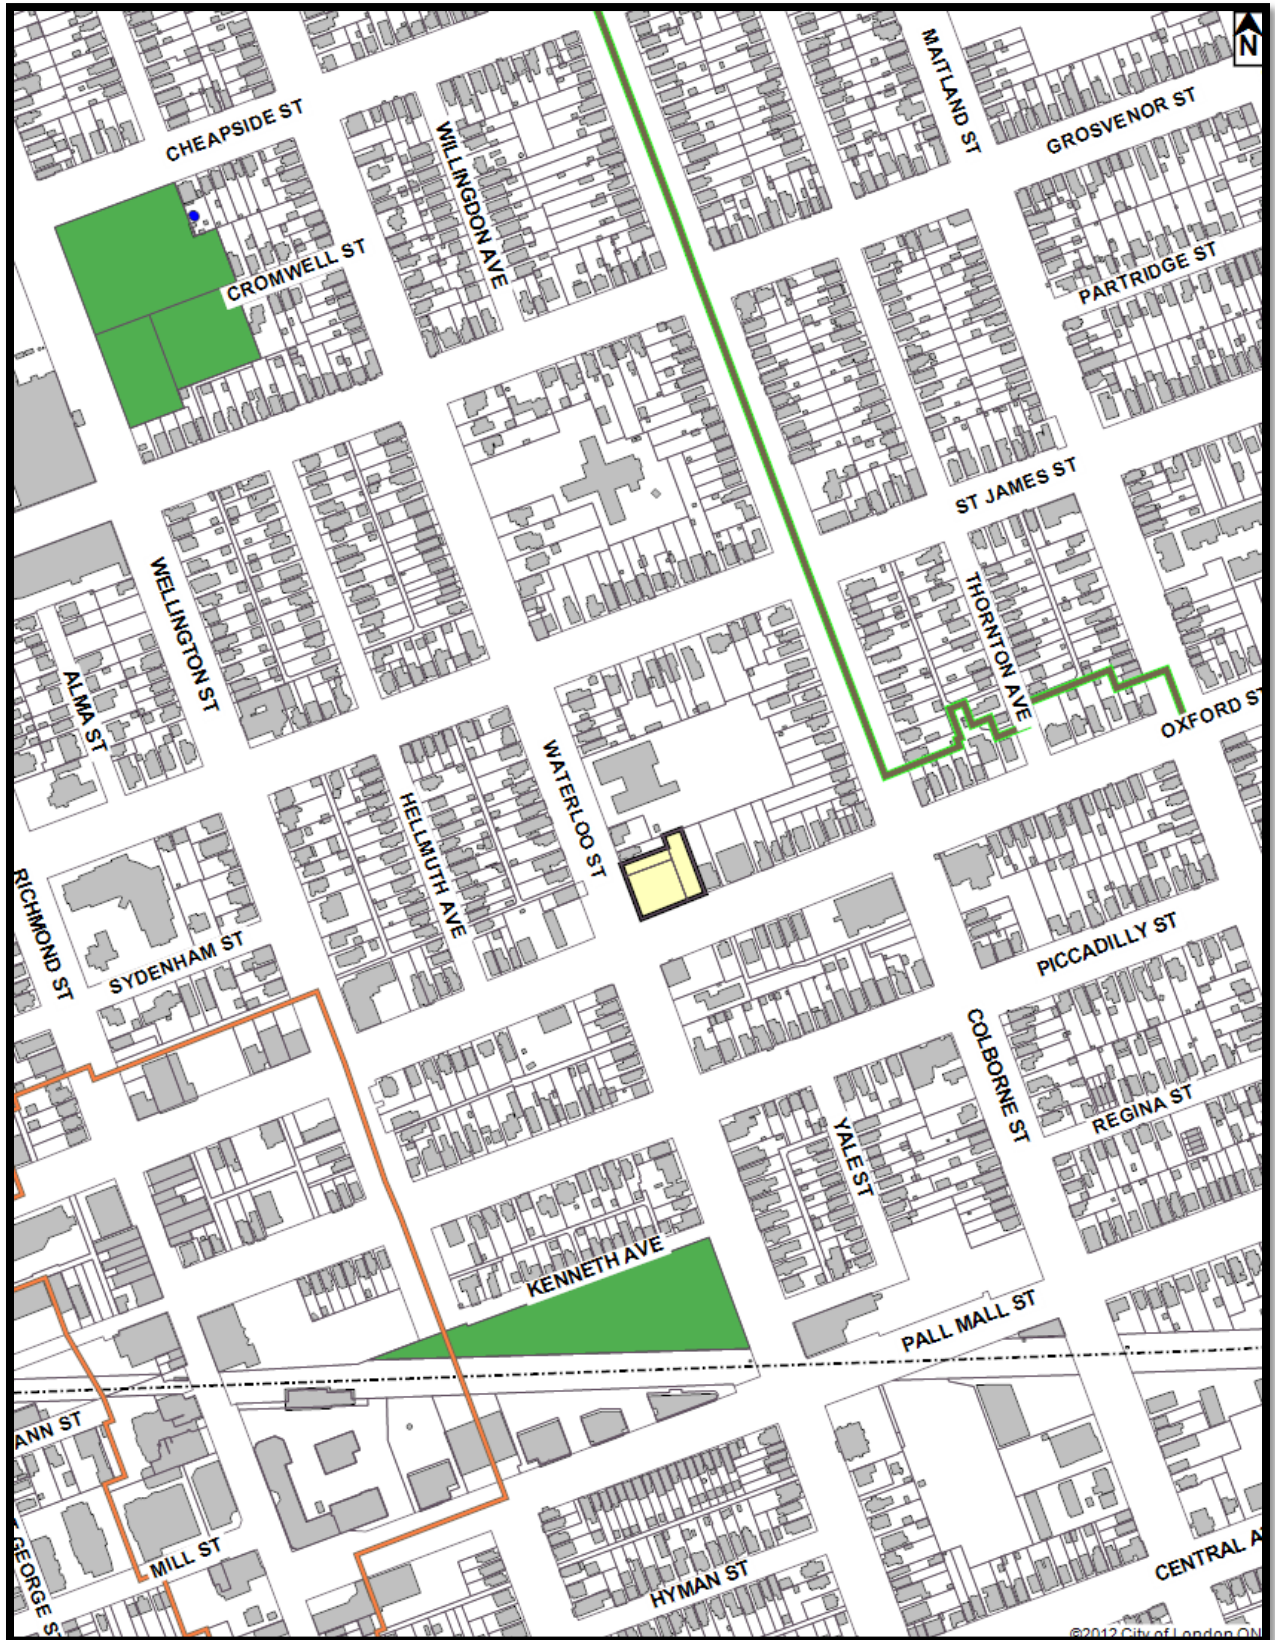 N
MAITLAND ST
GROSVENOR ST
CHEAPSIDE ST
WILLINGDON AVE
CROMWELL ST
PARTRIDGE ST
ST JAMES ST
WELLINGTON ST
THORNTON AVE
ALMA ST
OXFORD ST
WATERLOO ST
HELLMUTH AVE
RICHMOND ST
SYDENHAM ST
PICCADILLY ST
COLBORNE ST
REGINA ST
YALE ST
KENNETH AVE
PALL MALL ST
ANN ST
MILL ST
GEORGE S
HYMAN ST
CENTRAL A
©2012 City of London ON